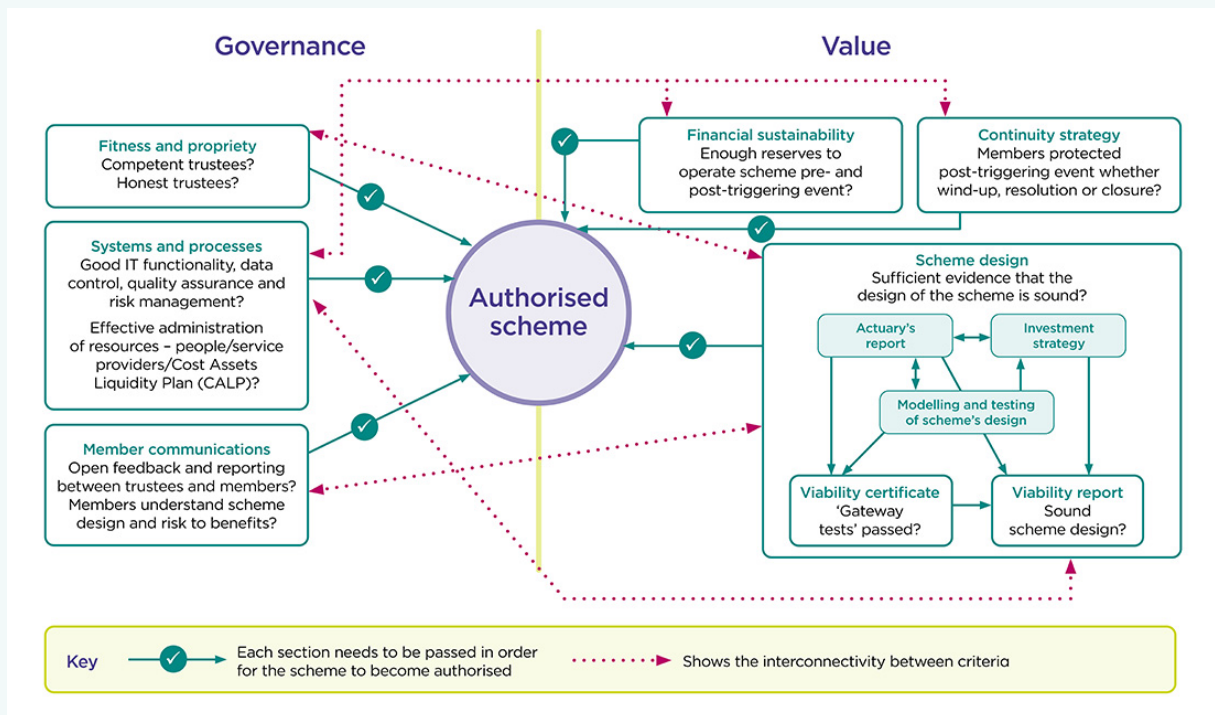 Governance
Value
Fitness and propriety
Competent trustees?
Honest trustees?
Systems and processes
Good IT functionality, data
control, quality assurance and
risk management?
Effective administration
of resources – people/service
providers/Cost Assets
Liquidity Plan (CALP)?
Member communications
Open feedback and reporting
between trustees and members?
Members understand scheme
design and risk to benefits?
Authorised
scheme
Financial sustainability
Enough reserves to
operate scheme pre- and
post-triggering event?
Continuity strategy
Members protected
post-triggering event whether
wind-up, resolution or closure?
Scheme design
Sufficient evidence that the
design of the scheme is sound?
Actuary's
report
Investment
strategy
Modelling and testing
of scheme's design
Viability certificate
'Gateway
tests' passed?
Viability report
Sound
scheme design?
Key
Each section needs to be passed in order
for the scheme to become authorised
Shows the interconnectivity between criteria